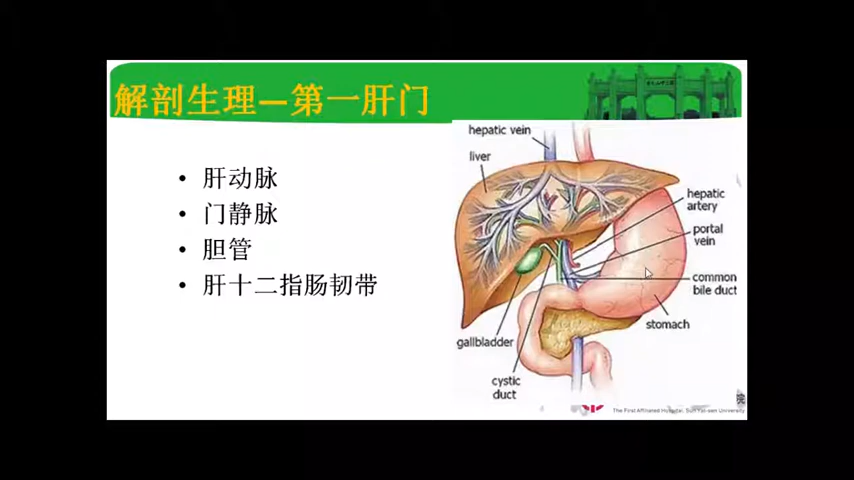 解剖生理—第一肝门
• 肝动脉
• 门静脉
• 胆管
• 肝十二指肠韧带
hepatic vein
liver
hepatic
artery
portal
vein
common
bile duct
stomach
gallbladder
cystic
duct
院
The First Affiliated Hospital, Sun Yat-sen University